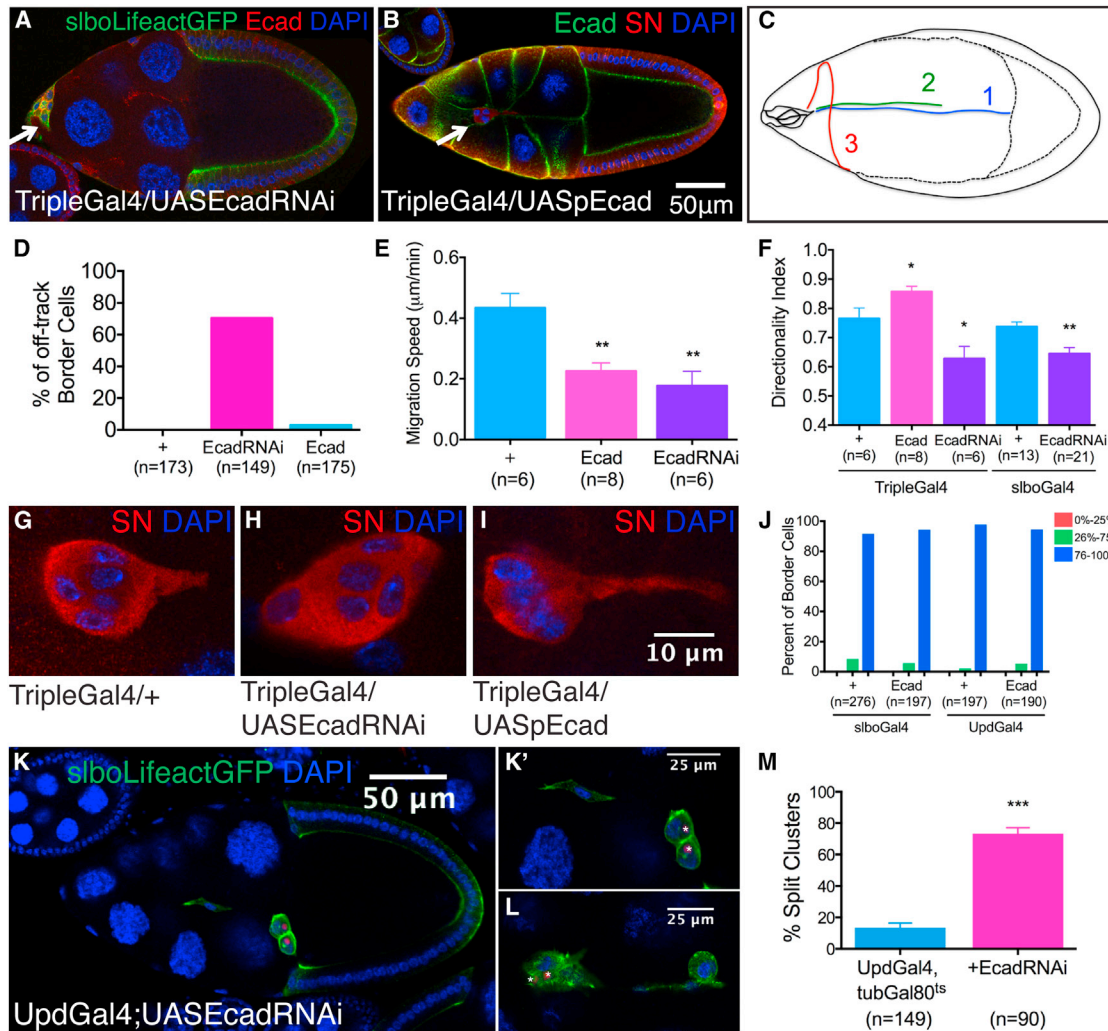 A
slboLifeactGFP Ecad DAPI
TripleGal4/UASEcadRNAi
B
Ecad SN DAPI
TripleGal4/UASpEcad
50μm
C
1
2
3
D
% of off-track
Border Cells
100
80
60
40
20
0
+
(n=173)
EcadRNAi
(n=149)
Ecad
(n=175)
E
Migration Speed (μm/min)
0.6
0.4
0.2
0.0
**
**
+
(n=6)
Ecad
(n=8)
EcadRNAi
(n=6)
F
Directionality Index
1.0
0.9
0.8
0.7
0.6
0.5
0.4
*
*
**
+
(n=6)
Ecad
(n=8)
EcadRNAi
(n=6)
+
(n=13)
EcadRNAi
(n=21)
TripleGal4
slboGal4
G
SN DAPI
TripleGal4/+
H
SN DAPI
TripleGal4/
UASEcadRNAi
I
SN DAPI
10 μm
TripleGal4/
UASpEcad
J
Percent of Border Cells
100
80
60
40
20
0
0%-25%
26%-75
76-100
+
(n=276)
Ecad
(n=197)
+
(n=197)
Ecad
(n=190)
slboGal4
UpdGal4
K
slboLifeactGFP DAPI
50 μm
UpdGal4;UASEcadRNAi
K'
25 μm
*
*
L
25 μm
*
*
M
% Split Clusters
100
80
60
40
20
0
***
UpdGal4,
tubGal80ts
(n=149)
+EcadRNAi
(n=90)